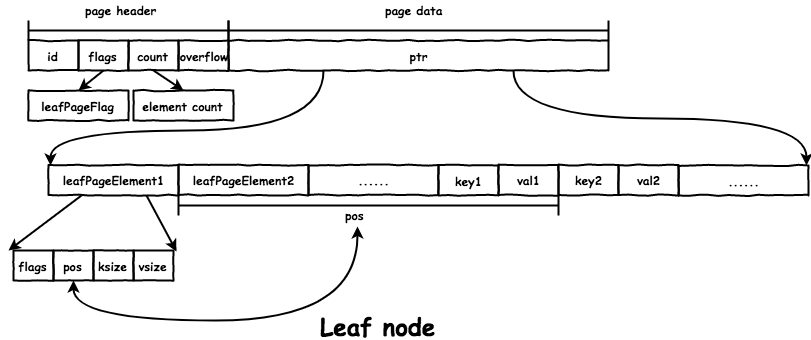 page header page data
id flags count overflow ptr
leafPageFlag element count
leafPageElement1 leafPageElement2 ...... key1 val1 key2 val2 ......
pos
flags pos ksize vsize
Leaf node